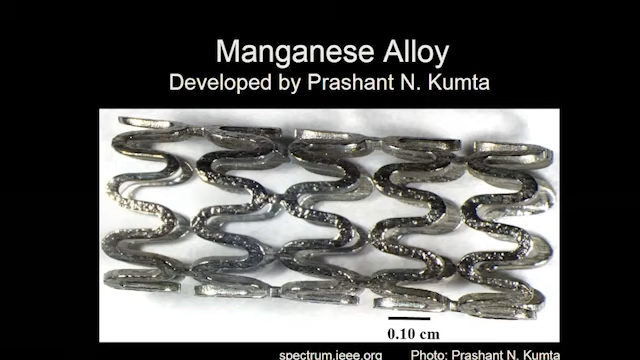 Manganese Alloy
Developed by Prashant N. Kumta
0.10 cm
spectrum.ieee.org
Photo: Prashant N. Kumta